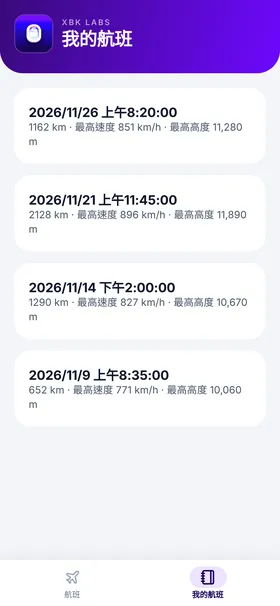 XBK LABS
我的航班
2026/11/26 上午8:20:00
1162 km · 最高速度 851 km/h · 最高高度 11,280
m
2026/11/21 上午11:45:00
2128 km · 最高速度 896 km/h · 最高高度 11,890
m
2026/11/14 下午2:00:00
1290 km · 最高速度 827 km/h · 最高高度 10,670
m
2026/11/9 上午8:35:00
652 km · 最高速度 771 km/h · 最高高度 10,060
m
航班
我的航班